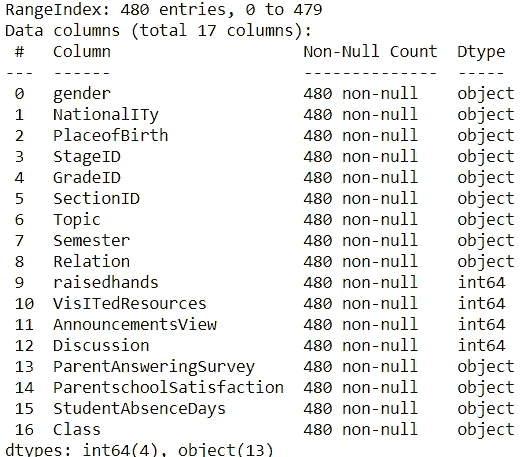 RangeIndex: 480 entries, 0 to 479
Data columns (total 17 columns):
 #   Column                    Non-Null Count  Dtype
---  ------                    --------------  -----
 0   gender                    480 non-null    object
 1   NationalITy               480 non-null    object
 2   PlaceofBirth              480 non-null    object
 3   StageID                   480 non-null    object
 4   GradeID                   480 non-null    object
 5   SectionID                 480 non-null    object
 6   Topic                     480 non-null    object
 7   Semester                  480 non-null    object
 8   Relation                  480 non-null    object
 9   raisedhands               480 non-null    int64
 10  VisITedResources          480 non-null    int64
 11  AnnouncementsView         480 non-null    int64
 12  Discussion                480 non-null    int64
 13  ParentAnsweringSurvey     480 non-null    object
 14  ParentschoolSatisfaction  480 non-null    object
 15  StudentAbsenceDays        480 non-null    object
 16  Class                     480 non-null    object
dtypes: int64(4), object(13)